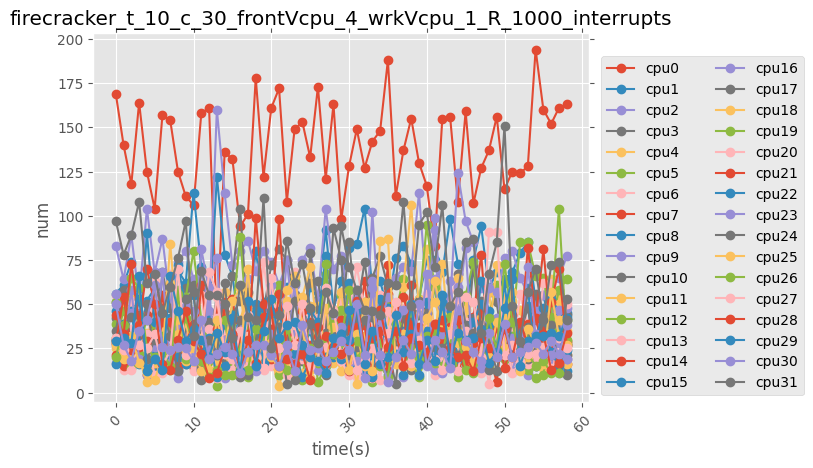 firecracker_t_10_c_30_frontVcpu_4_wrkVcpu_1_R_1000_interrupts
200
175
150
125
100
75
50
25
0
num
0
10
20
30
40
50
60
time(s)
cpu0
cpu1
cpu2
cpu3
cpu4
cpu5
cpu6
cpu7
cpu8
cpu9
cpu10
cpu11
cpu12
cpu13
cpu14
cpu15
cpu16
cpu17
cpu18
cpu19
cpu20
cpu21
cpu22
cpu23
cpu24
cpu25
cpu26
cpu27
cpu28
cpu29
cpu30
cpu31